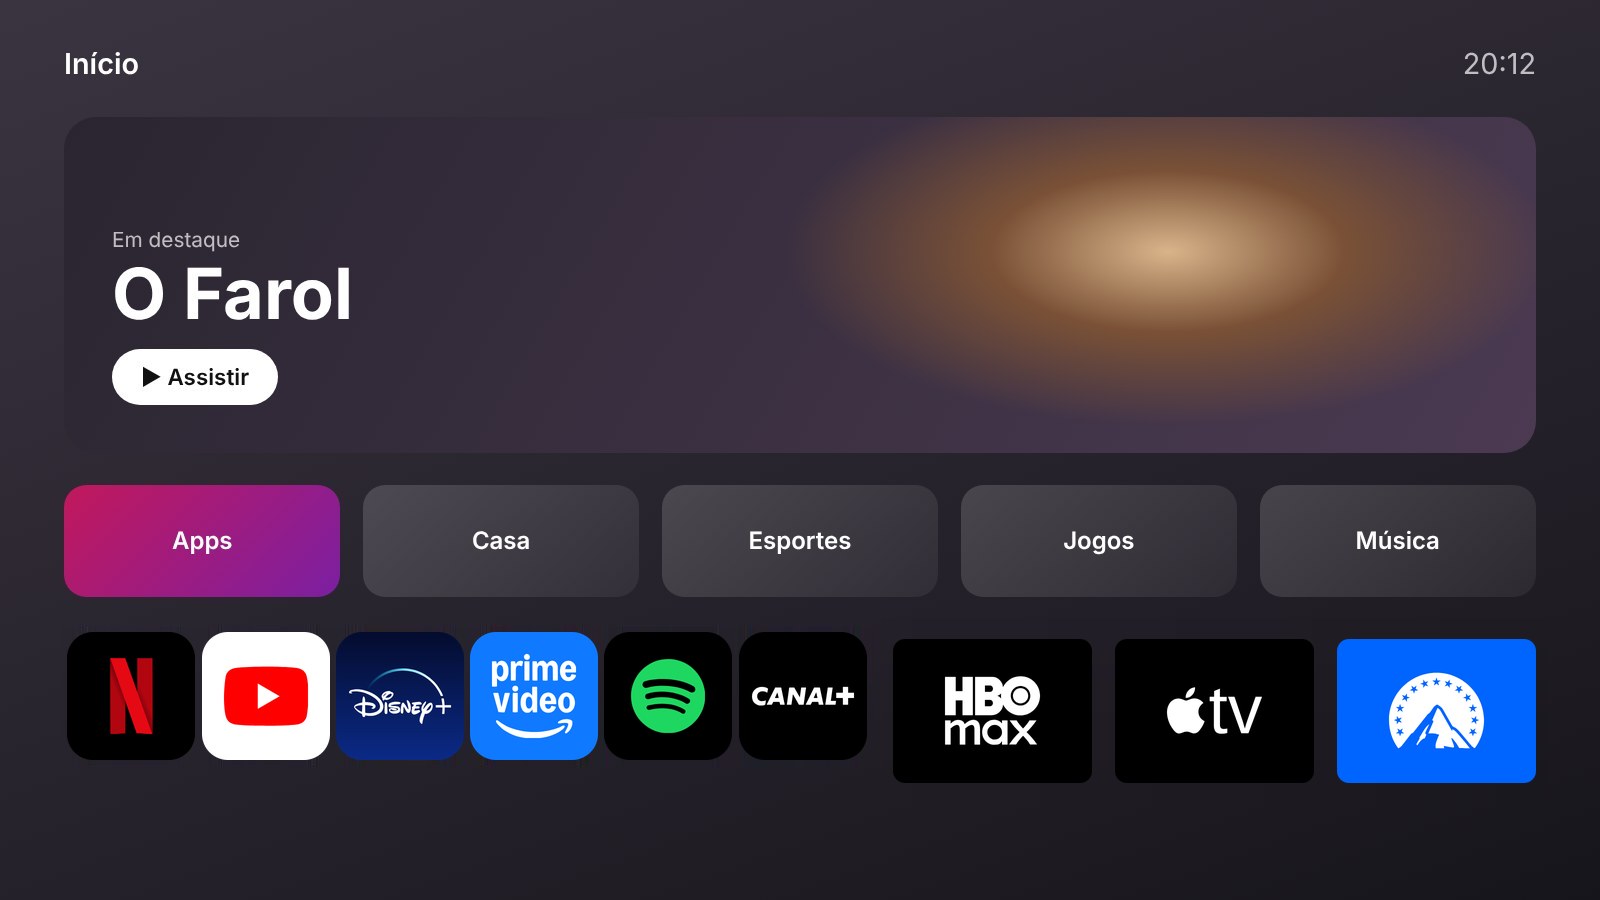 Início
20:12
Em destaque
O Farol
Assistir
Apps
Casa
Esportes
Jogos
Música
N
Disney+
prime
video
CANAL+
HBO
max
tv